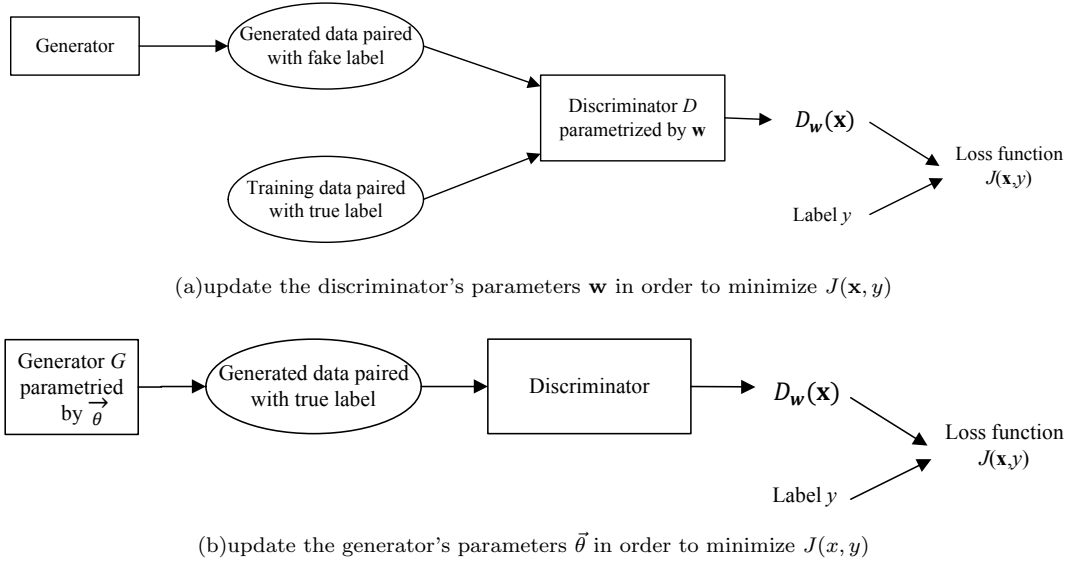 Generator
Generated data paired
with fake label
Discriminator D
parametrized by w
D_w(x)
Training data paired
with true label
Label y
Loss function
J(x,y)
(a)update the discriminator's parameters w in order to minimize J(x, y)
Generator G
parametried
by θ⃗
Generated data paired
with true label
Discriminator
D_w(x)
Label y
Loss function
J(x,y)
(b)update the generator's parameters θ⃗ in order to minimize J(x, y)